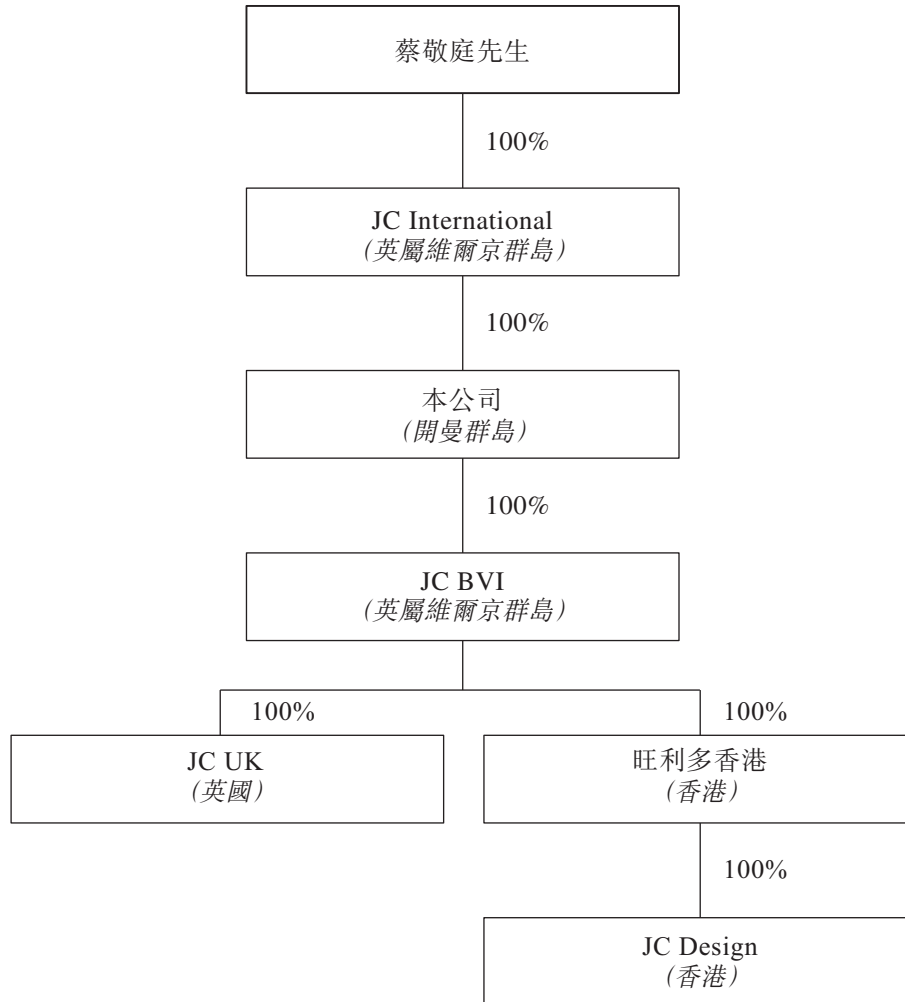 蔡敬庭先生
100%
JC International
(英屬維爾京群島)
100%
本公司
(開曼群島)
100%
JC BVI
(英屬維爾京群島)
100%
100%
JC UK
(英國)
旺利多香港
(香港)
100%
JC Design
(香港)